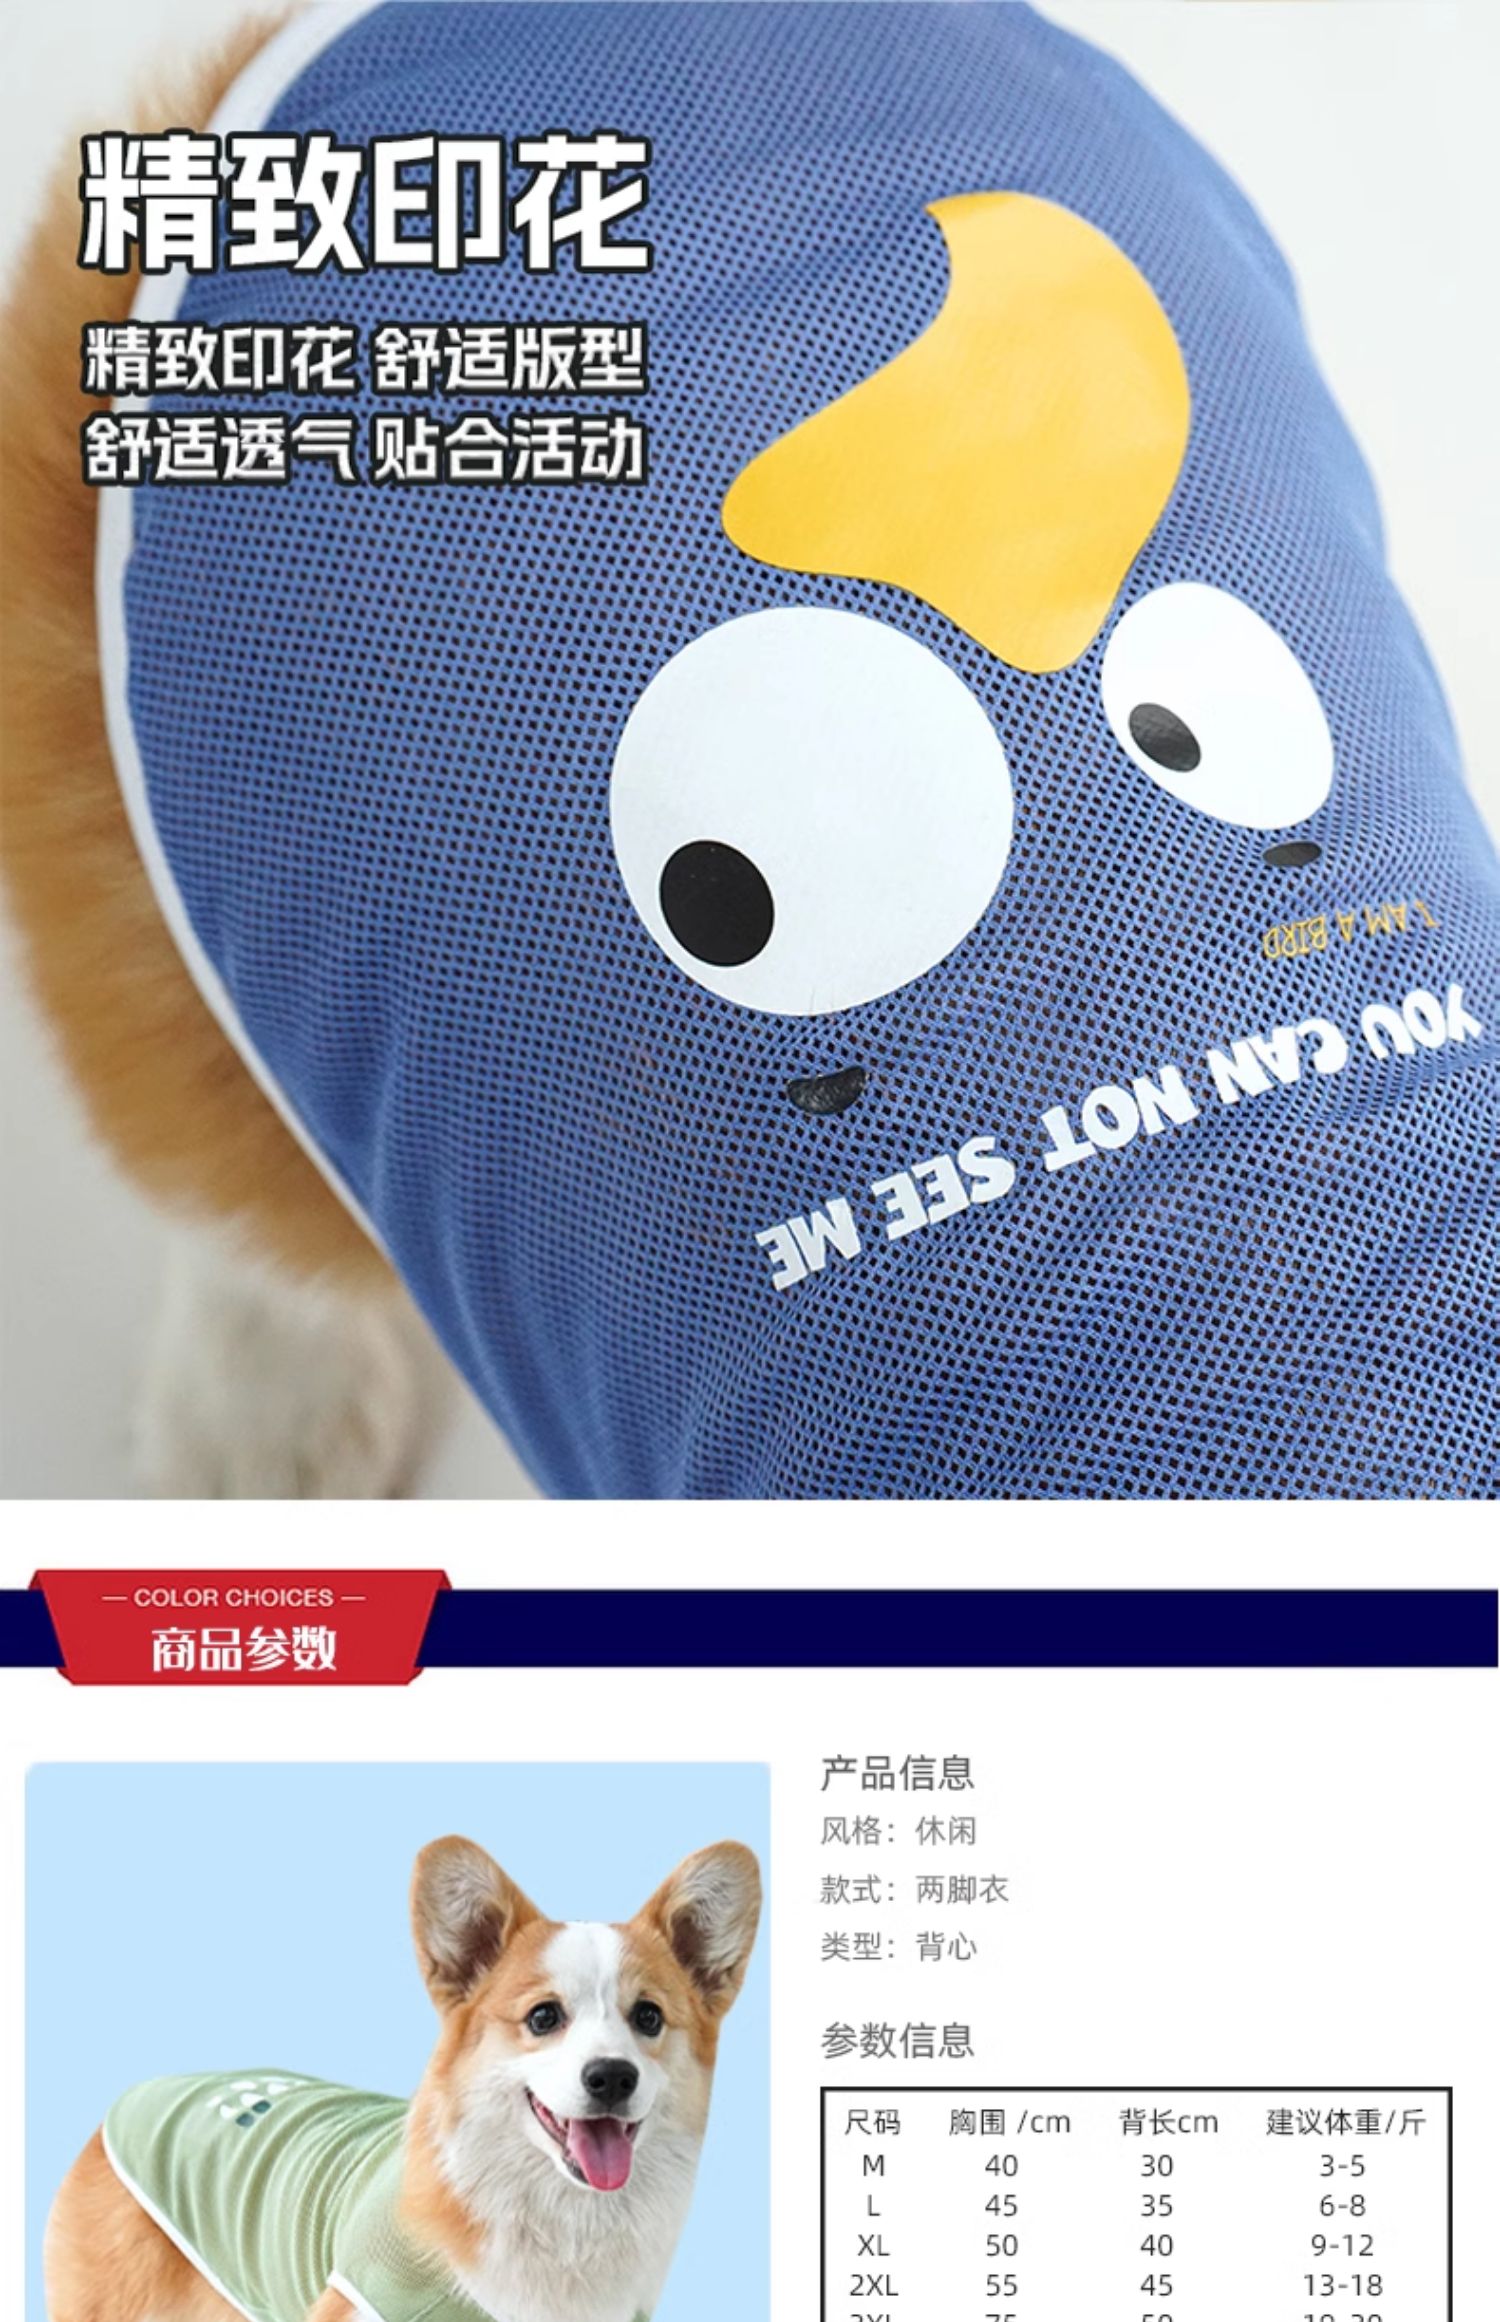 精致印花
精致印花 舒适版型
舒适透气 贴合活动
I AM A BIRD
YOU CAN NOT SEE ME
— COLOR CHOICES —
商品参数
产品信息
风格：休闲
款式：两脚衣
类型：背心
参数信息
尺码 胸围 /cm 背长cm 建议体重/斤
M 40 30 3-5
L 45 35 6-8
XL 50 40 9-12
2XL 55 45 13-18